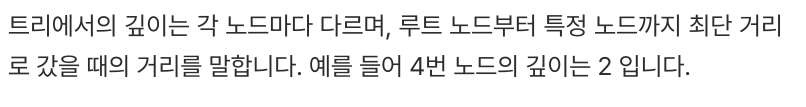 트리에서의 깊이는 각 노드마다 다르며, 루트 노드부터 특정 노드까지 최단 거리
로 갔을 때의 거리를 말합니다. 예를 들어 4번 노드의 깊이는 2 입니다.